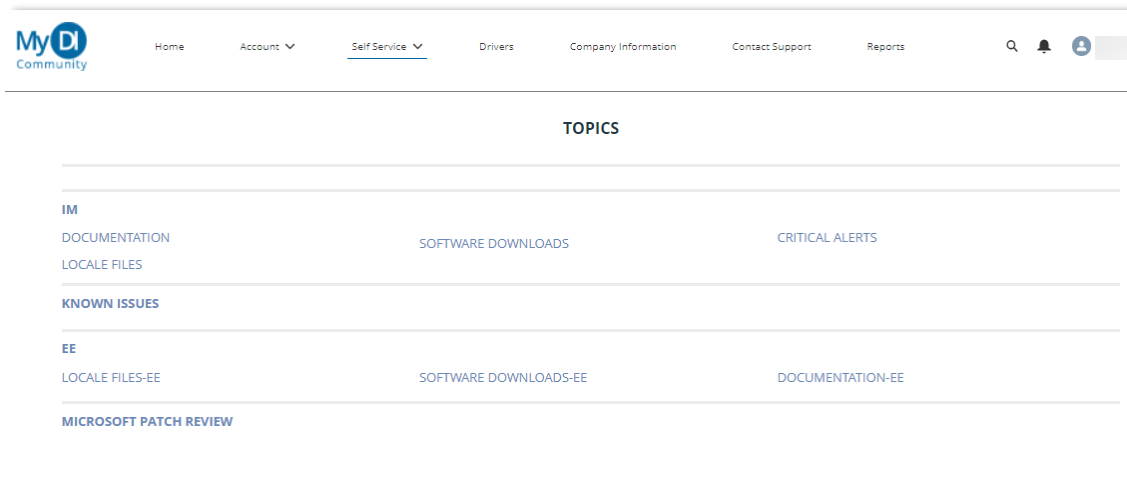 My DI
Community
Home
Account
Self Service
Drivers
Company Information
Contact Support
Reports
TOPICS
IM
DOCUMENTATION
SOFTWARE DOWNLOADS
CRITICAL ALERTS
LOCALE FILES
KNOWN ISSUES
EE
LOCALE FILES-EE
SOFTWARE DOWNLOADS-EE
DOCUMENTATION-EE
MICROSOFT PATCH REVIEW